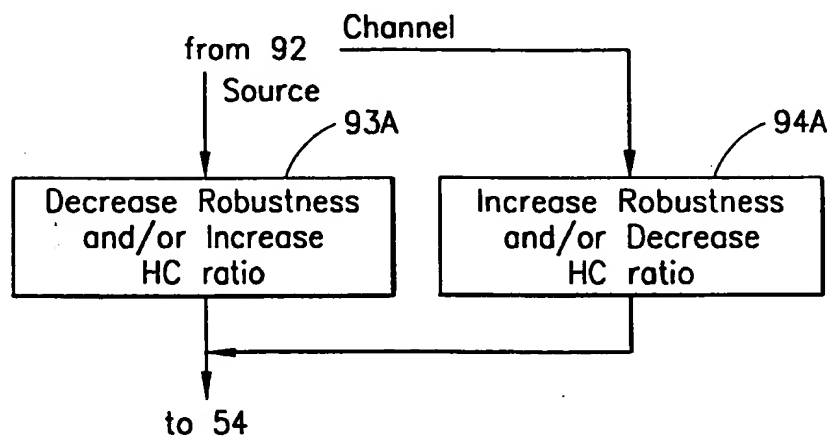 Channel
from 92
Source
93A
94A
Decrease Robustness
and/or Increase
HC ratio
Increase Robustness
and/or Decrease
HC ratio
to 54